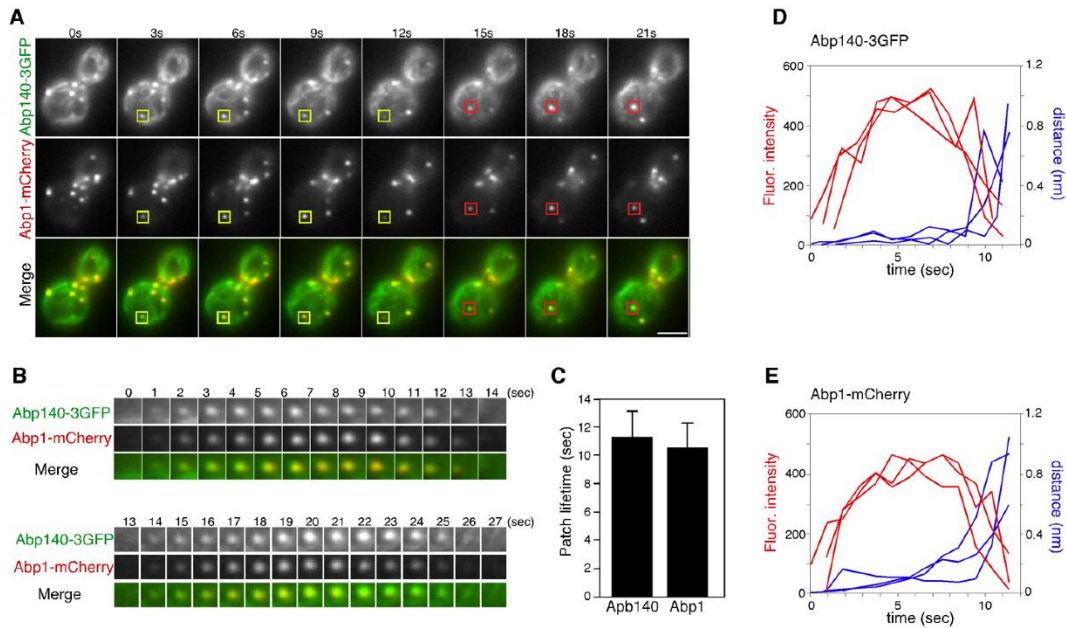 A
0s 3s 6s 9s 12s 15s 18s 21s
Abp140-3GFP
Abp1-mCherry
Merge
B
0 1 2 3 4 5 6 7 8 9 10 11 12 13 14 (sec)
Abp140-3GFP
Abp1-mCherry
Merge
13 14 15 16 17 18 19 20 21 22 23 24 25 26 27 (sec)
Abp140-3GFP
Abp1-mCherry
Merge
C
Patch lifetime (sec)
14
12
10
8
6
4
2
0
Apb140 Abp1
D
Abp140-3GFP
Fluor. intensity
600
400
200
0
distance (nm)
1.2
0.8
0.4
0
0 5 10
time (sec)
E
Abp1-mCherry
Fluor. intensity
600
400
200
0
distance (nm)
1.2
0.8
0.4
0
0 5 10
time (sec)